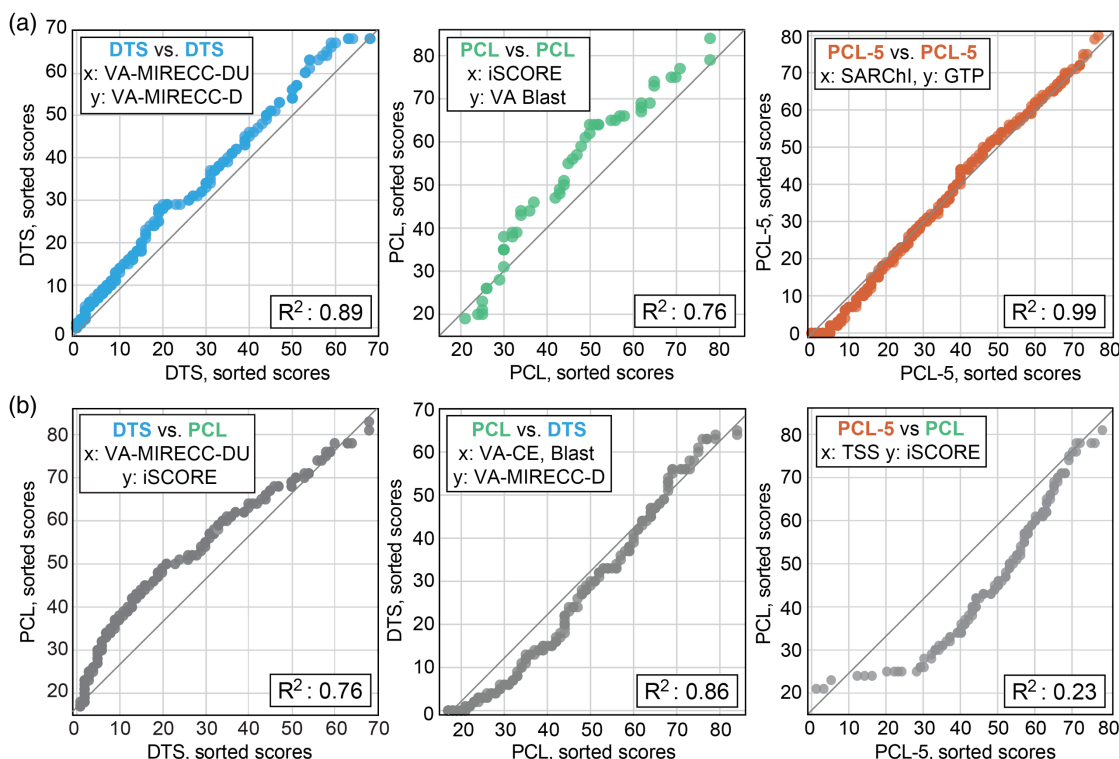 (a)
DTS vs. DTS
x: VA-MIRECC-DU
y: VA-MIRECC-D
DTS, sorted scores
70
60
50
40
30
20
10
0
R²: 0.89
0 10 20 30 40 50 60 70
DTS, sorted scores
PCL vs. PCL
x: iSCORE
y: VA Blast
PCL, sorted scores
80
70
60
50
40
30
20
R²: 0.76
20 30 40 50 60 70 80
PCL, sorted scores
PCL-5 vs. PCL-5
x: SARChI, y: GTP
PCL-5, sorted scores
80
70
60
50
40
30
20
10
0
R²: 0.99
0 10 20 30 40 50 60 70 80
PCL-5, sorted scores
(b)
DTS vs. PCL
x: VA-MIRECC-DU
y: iSCORE
PCL, sorted scores
80
70
60
50
40
30
20
R²: 0.76
0 10 20 30 40 50 60 70
DTS, sorted scores
PCL vs. DTS
x: VA-CE, Blast
y: VA-MIRECC-D
DTS, sorted scores
70
60
50
40
30
20
10
0
R²: 0.86
20 30 40 50 60 70 80
PCL, sorted scores
PCL-5 vs PCL
x: TSS y: iSCORE
PCL, sorted scores
80
70
60
50
40
30
20
R²: 0.23
0 10 20 30 40 50 60 70 80
PCL-5, sorted scores